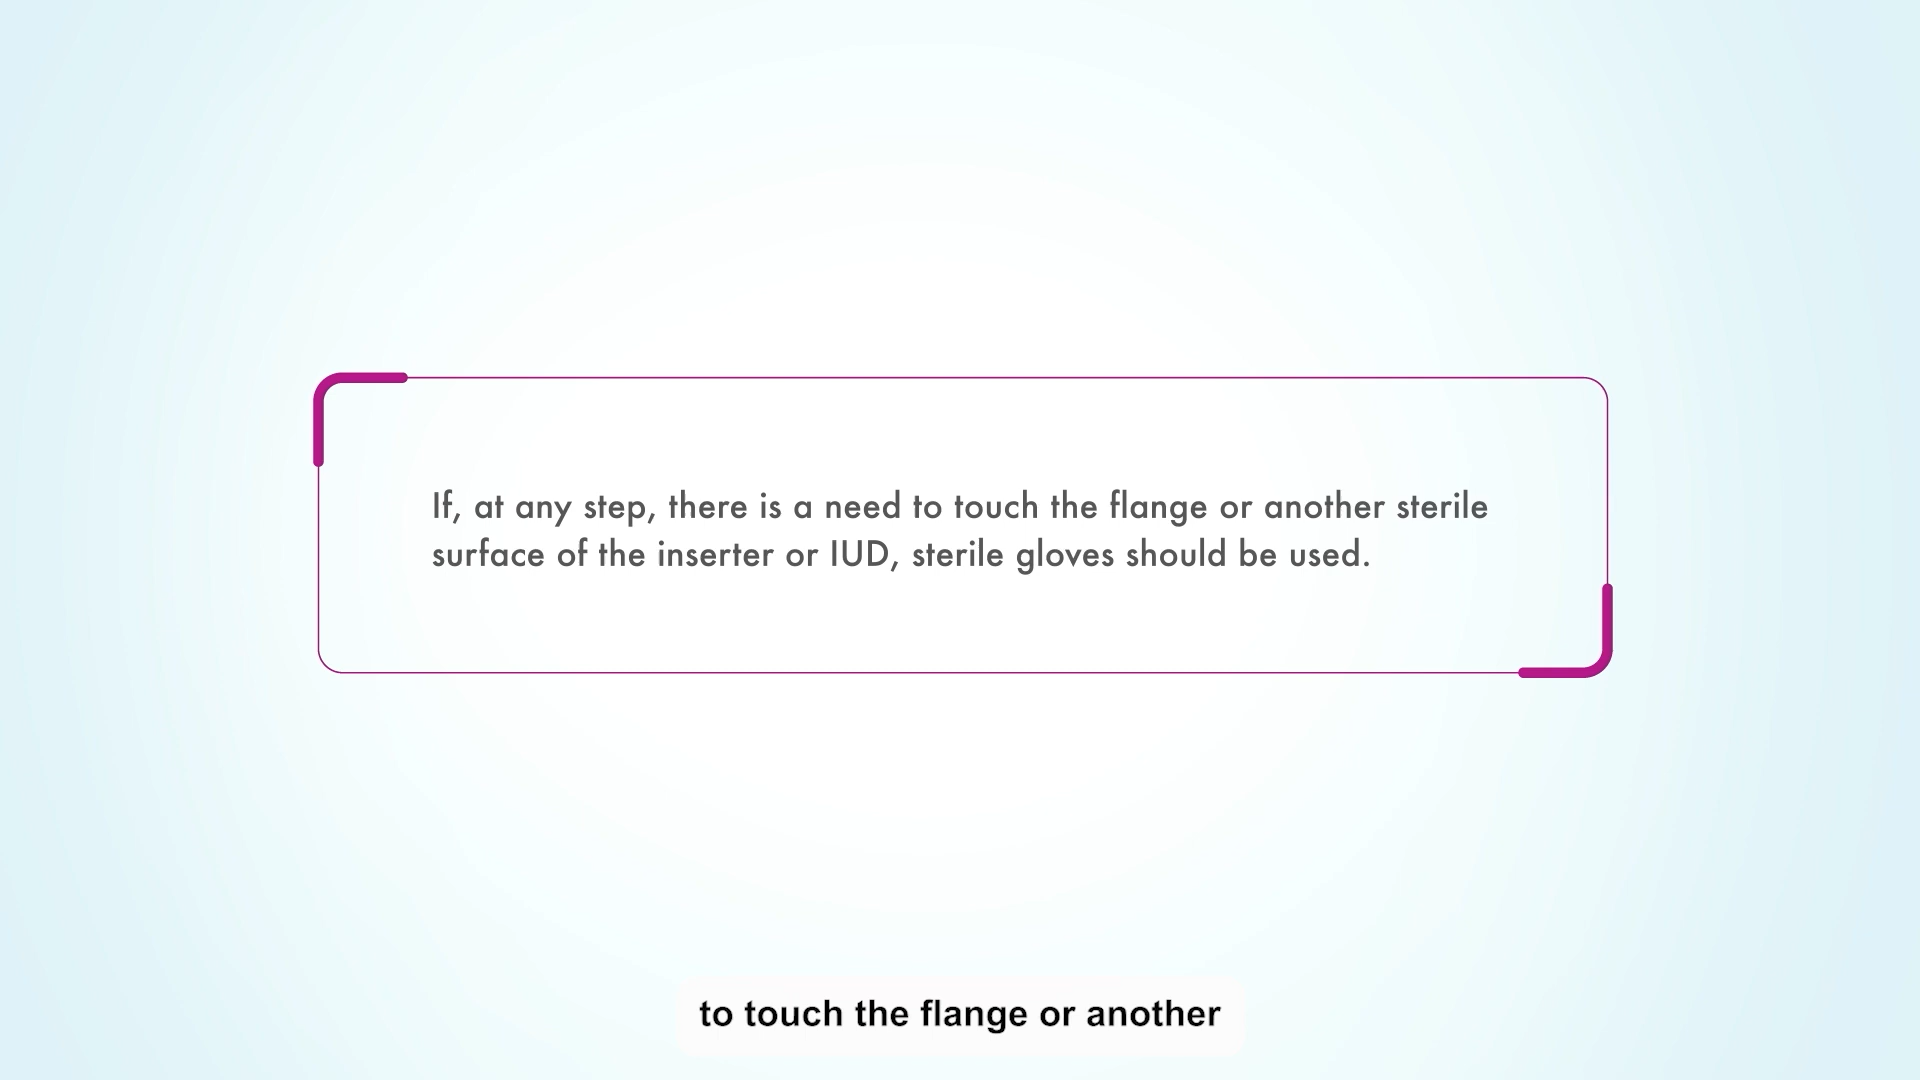 If, at any step, there is a need to touch the flange or another sterile
surface of the inserter or IUD, sterile gloves should be used.
to touch the flange or another